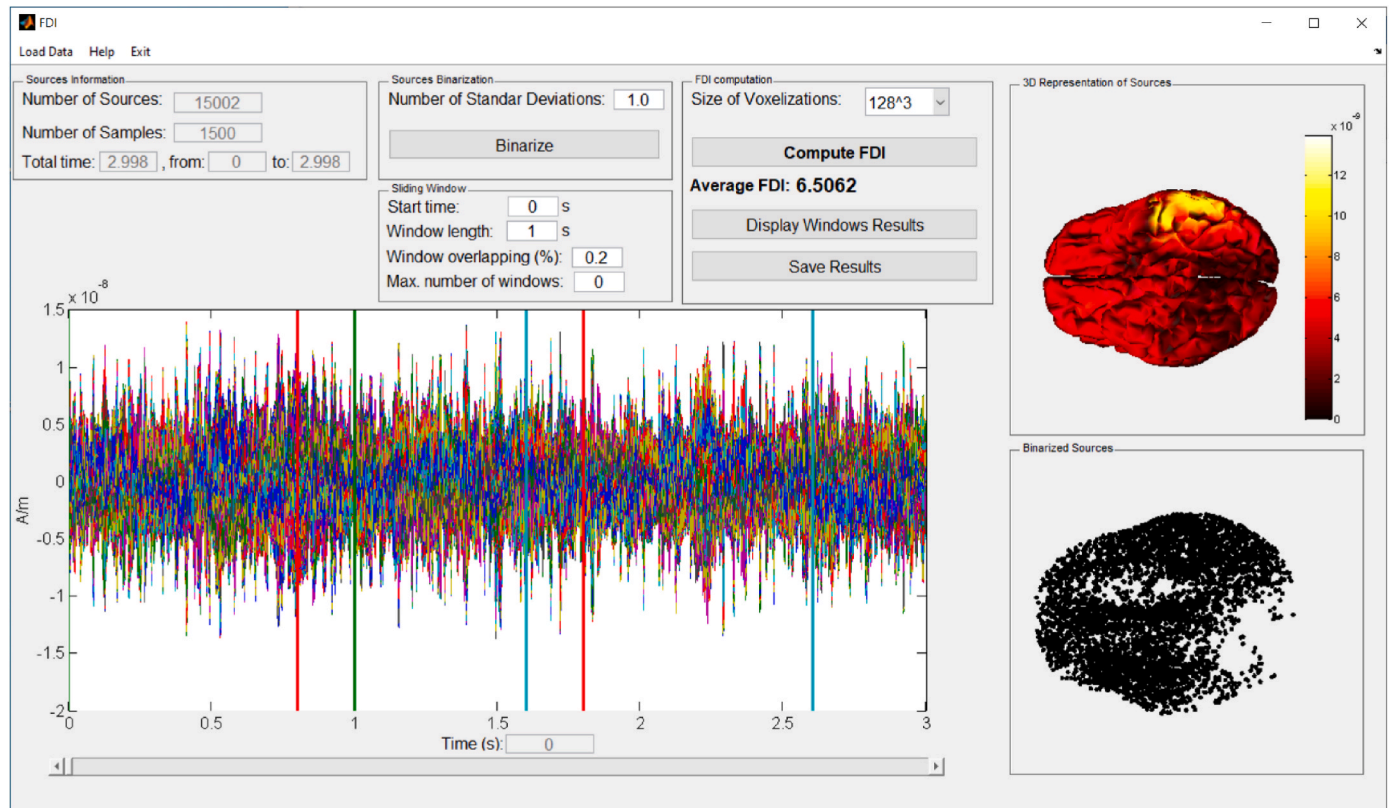 FDI
Load Data Help Exit
Sources Information
Number of Sources: 15002
Number of Samples: 1500
Total time: 2.998 , from: 0 to: 2.998
Sources Binarization
Number of Standar Deviations: 1.0
Binarize
Sliding Window
Start time: 0 s
Window length: 1 s
Window overlapping (%): 0.2
Max. number of windows: 0
FDI computation
Size of Voxelizations: 128^3
Compute FDI
Average FDI: 6.5062
Display Windows Results
Save Results
3D Representation of Sources
x 10^-9
12
10
8
6
4
2
0
x 10^-8
1.5
1
0.5
0
-0.5
-1
-1.5
-2
A/m
0 0.5 1 1.5 2 2.5 3
Time (s): 0
Binarized Sources